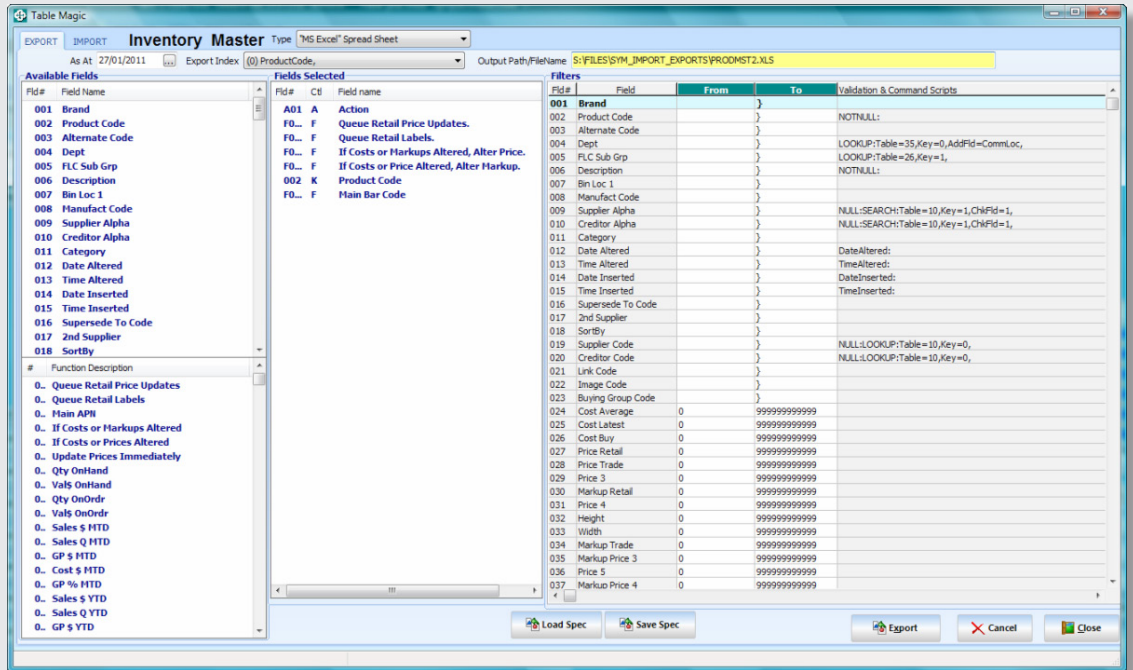 Table Magic
EXPORT IMPORT Inventory Master Type "MS Excel" Spread Sheet
As At 27/01/2011 ... Export Index (0) ProductCode, Output Path/FileName S:\FILES\SYM_IMPORT_EXPORTS\PRODMST2.XLS
Available Fields
Fld# Field Name
001 Brand
002 Product Code
003 Alternate Code
004 Dept
005 FLC Sub Grp
006 Description
007 Bin Loc 1
008 Manufact Code
009 Supplier Alpha
010 Creditor Alpha
011 Category
012 Date Altered
013 Time Altered
014 Date Inserted
015 Time Inserted
016 Supersede To Code
017 2nd Supplier
018 SortBy
# Function Description
0.. Queue Retail Price Updates
0.. Queue Retail Labels
0.. Main APN
0.. If Costs or Markups Altered
0.. If Costs or Prices Altered
0.. Update Prices Immediately
0.. Qty OnHand
0.. Val$ OnHand
0.. Qty OnOrdr
0.. Val$ OnOrdr
0.. Sales $ MTD
0.. Sales Q MTD
0.. GP $ MTD
0.. Cost $ MTD
0.. GP % MTD
0.. Sales $ YTD
0.. Sales Q YTD
0.. GP $ YTD
Fields Selected
Fld# Ctl Field name
A01 A Action
F0... F Queue Retail Price Updates.
F0... F Queue Retail Labels.
F0... F If Costs or Markups Altered, Alter Price.
F0... F If Costs or Price Altered, Alter Markup.
002 K Product Code
F0... F Main Bar Code
Filters
Fld# Field From To Validation & Command Scripts
001 Brand }
002 Product Code } NOTNULL:
003 Alternate Code }
004 Dept } LOOKUP:Table=35,Key=0,AddFld=CommLoc,
005 FLC Sub Grp } LOOKUP:Table=26,Key=1,
006 Description } NOTNULL:
007 Bin Loc 1 }
008 Manufact Code }
009 Supplier Alpha } NULL:SEARCH:Table=10,Key=1,ChkFld=1,
010 Creditor Alpha } NULL:SEARCH:Table=10,Key=1,ChkFld=1,
011 Category }
012 Date Altered } DateAltered:
013 Time Altered } TimeAltered:
014 Date Inserted } DateInserted:
015 Time Inserted } TimeInserted:
016 Supersede To Code }
017 2nd Supplier }
018 SortBy }
019 Supplier Code } NULL:LOOKUP:Table=10,Key=0,
020 Creditor Code } NULL:LOOKUP:Table=10,Key=0,
021 Link Code }
022 Image Code }
023 Buying Group Code }
024 Cost Average 0 999999999999
025 Cost Latest 0 999999999999
026 Cost Buy 0 999999999999
027 Price Retail 0 999999999999
028 Price Trade 0 999999999999
029 Price 3 0 999999999999
030 Markup Retail 0 999999999999
031 Price 4 0 999999999999
032 Height 0 999999999999
033 Width 0 999999999999
034 Markup Trade 0 999999999999
035 Markup Price 3 0 999999999999
036 Price 5 0 999999999999
037 Markup Price 4 0 999999999999
Load Spec Save Spec Export Cancel Close